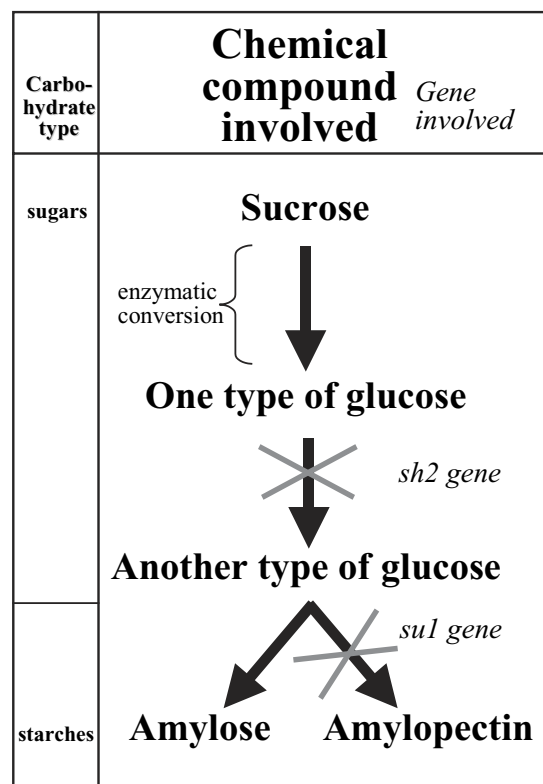 Carbo-
hydrate
type
Chemical
compound
involved
Gene
involved
sugars
Sucrose
enzymatic
conversion
One type of glucose
sh2 gene
Another type of glucose
su1 gene
starches
Amylose
Amylopectin